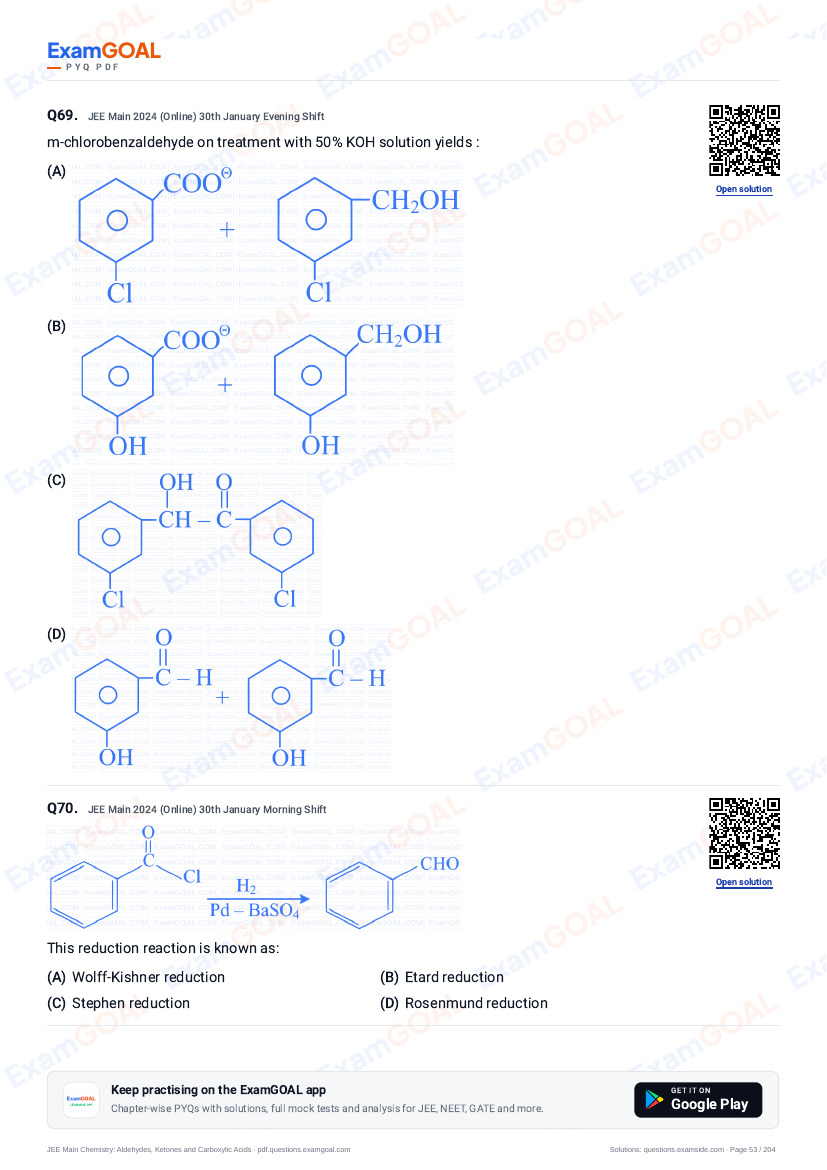 ExamGOAL
PYQ PDF
Q69. JEE Main 2024 (Online) 30th January Evening Shift
m-chlorobenzaldehyde on treatment with 50% KOH solution yields :
Open solution
(A)
COO⊖
+
CH₂OH
Cl
Cl
(B)
COO⊖
+
CH₂OH
OH
OH
(C)
OH O
CH – C
Cl
Cl
(D)
O
C – H
+
O
C – H
OH
OH
Q70. JEE Main 2024 (Online) 30th January Morning Shift
Open solution
O
C
Cl
H₂
Pd – BaSO₄
CHO
This reduction reaction is known as:
(A) Wolff-Kishner reduction
(B) Etard reduction
(C) Stephen reduction
(D) Rosenmund reduction
ExamGOAL
Keep practising on the ExamGOAL app
Chapter-wise PYQs with solutions, full mock tests and analysis for JEE, NEET, GATE and more.
GET IT ON
Google Play
JEE Main Chemistry: Aldehydes, Ketones and Carboxylic Acids · pdf.questions.examgoal.com
Solutions: questions.examside.com · Page 53 / 204